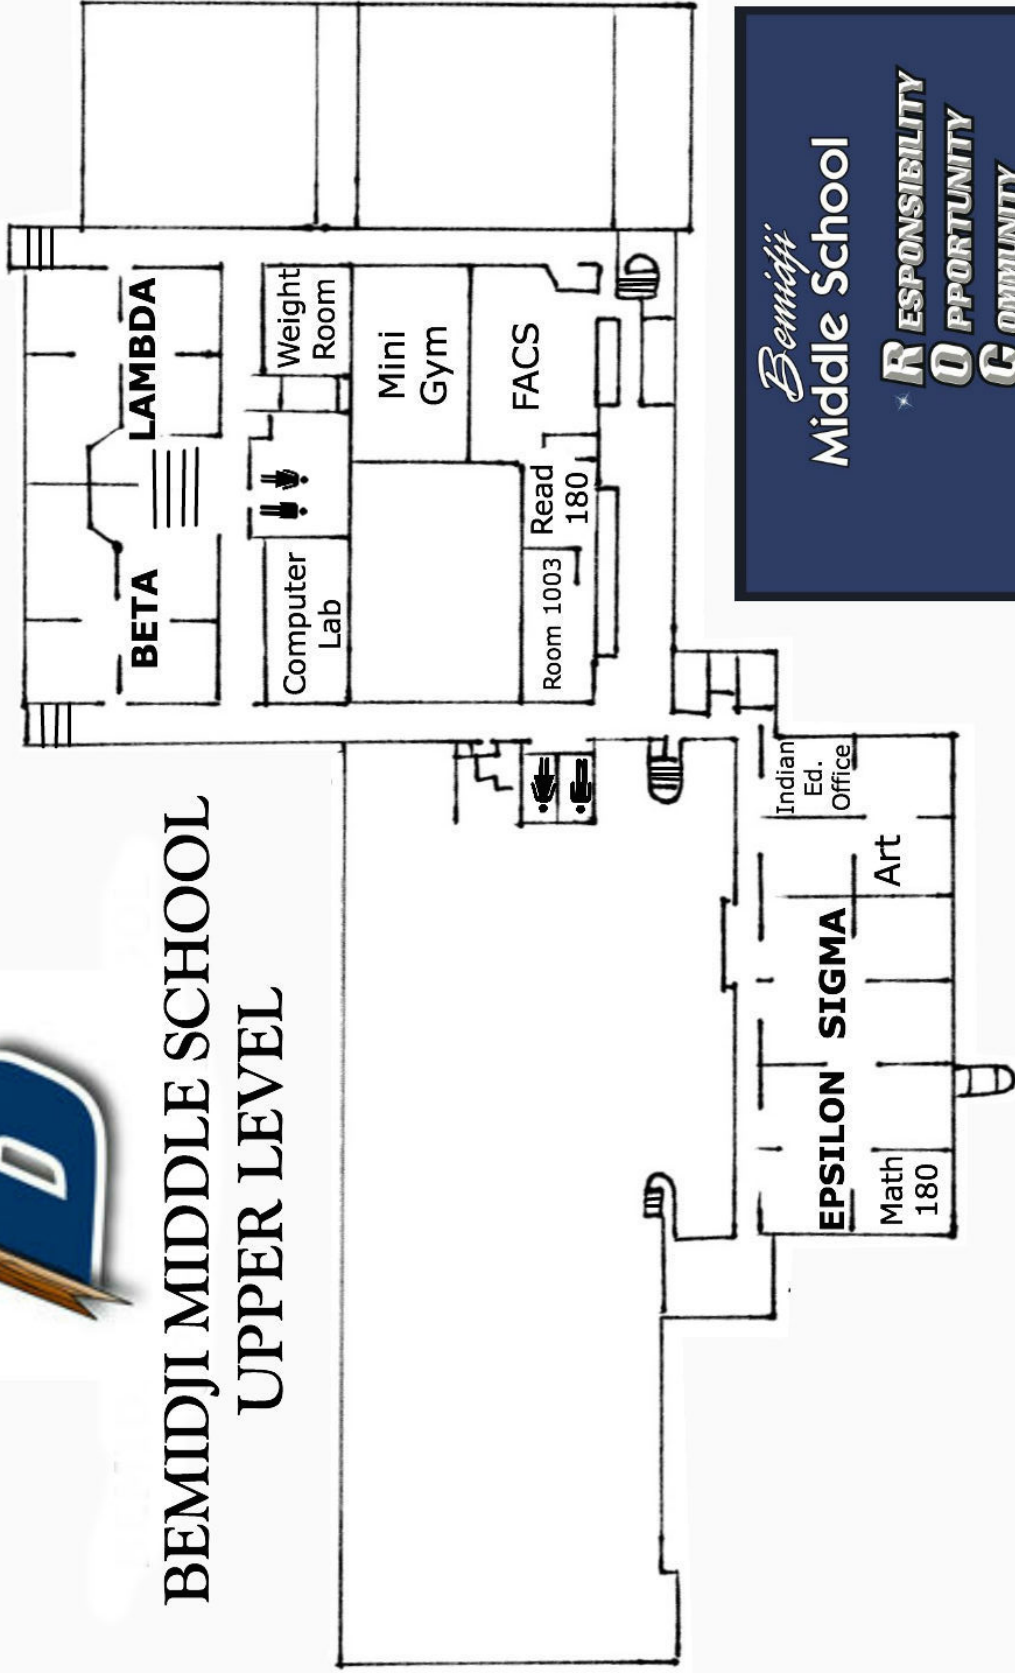 D
BEMIDJI MIDDLE SCHOOL
UPPER LEVEL
BETA
LAMBDA
Computer
Lab
Weight
Room
Mini
Gym
FACS
Read
180
Room 1003
Indian
Ed.
Office
Art
EPSILON
SIGMA
Math
180
Bemidji
Middle School
RESPONSIBILITY
OPPORTUNITY
COMMUNITY